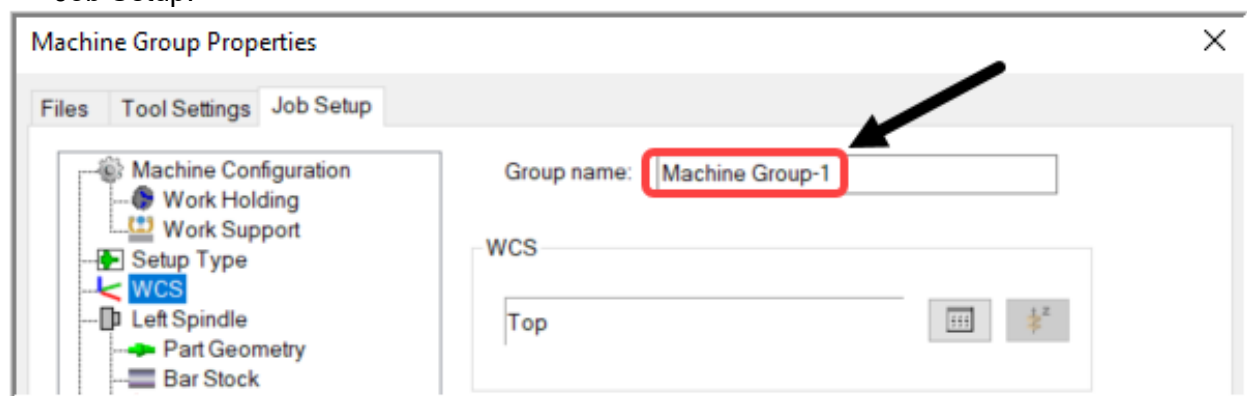 Job Setup.
Machine Group Properties
Files Tool Settings Job Setup
Machine Configuration
Work Holding
Work Support
Setup Type
WCS
Left Spindle
Part Geometry
Bar Stock
Group name: Machine Group-1
WCS
Top